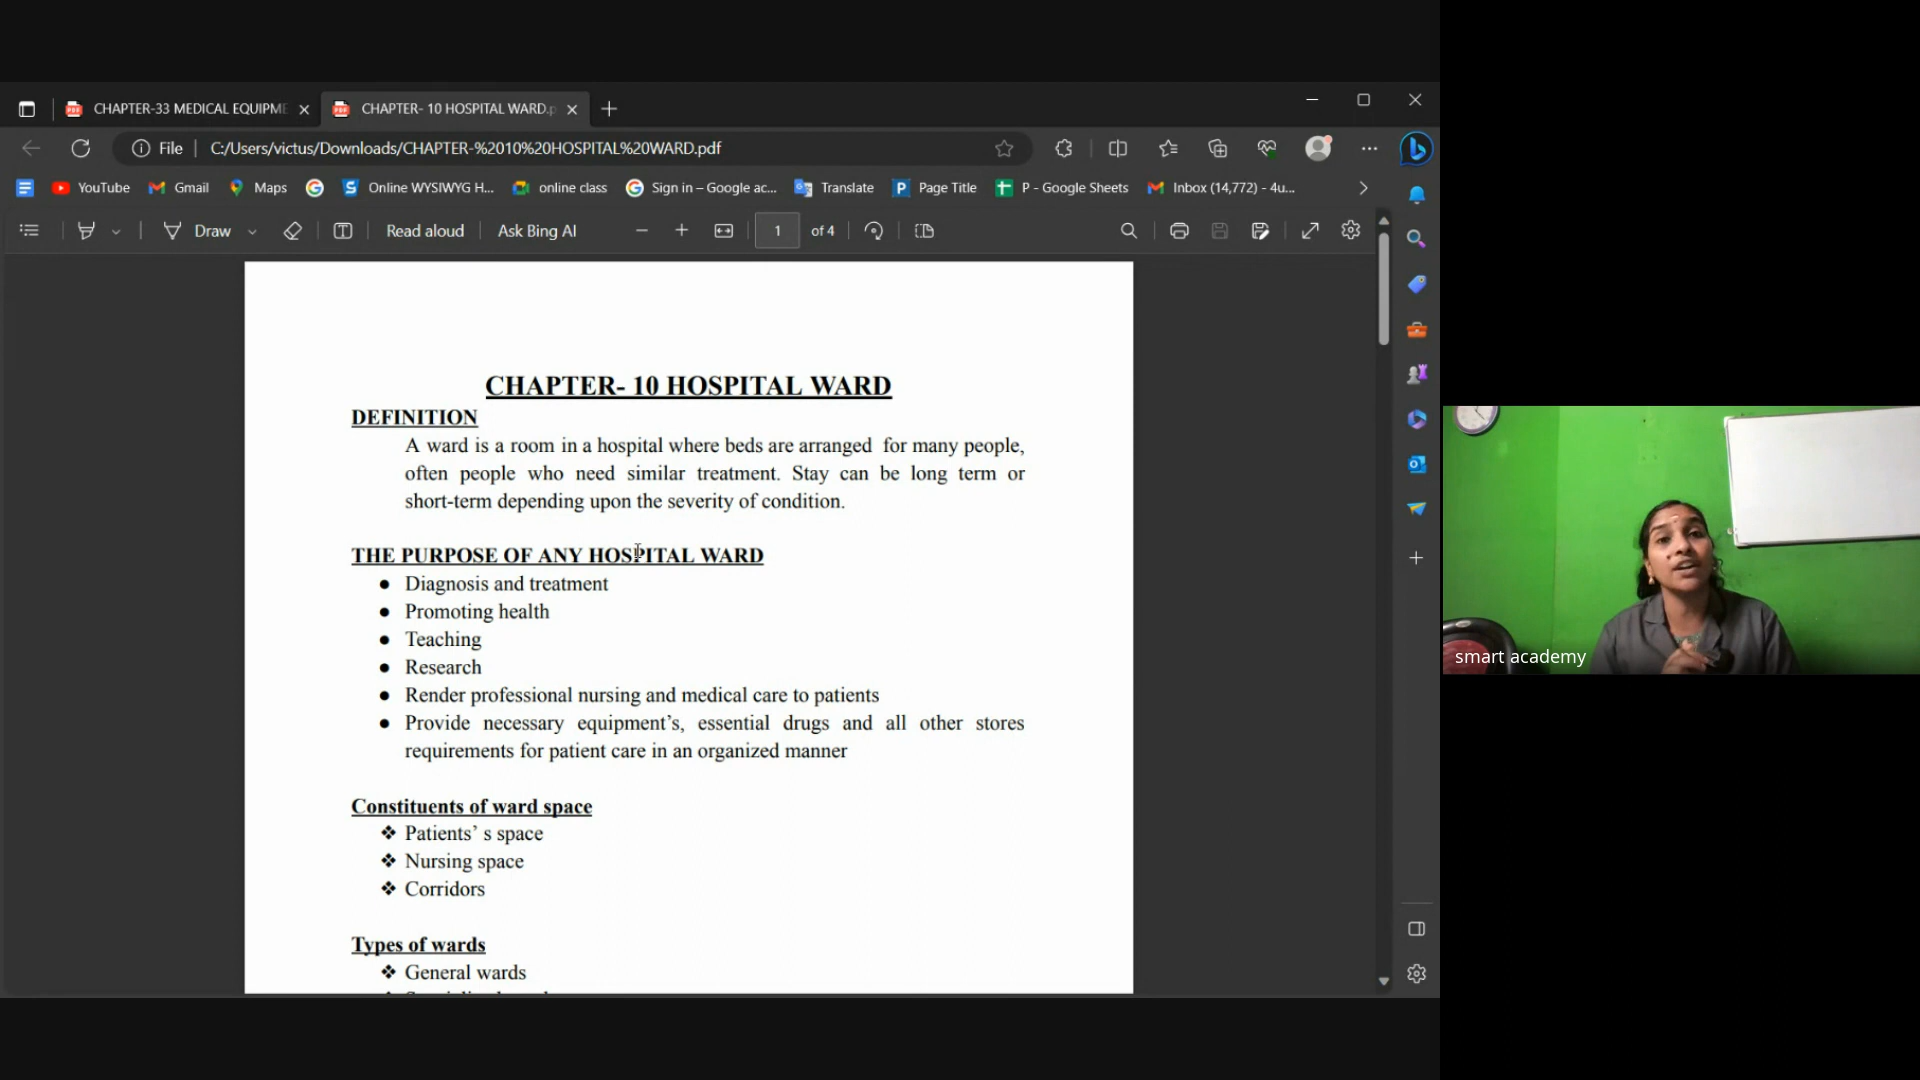 CHAPTER-33 MEDICAL EQUIPME
CHAPTER- 10 HOSPITAL WARD.p
File
C:/Users/victus/Downloads/CHAPTER-%2010%20HOSPITAL%20WARD.pdf
YouTube
Gmail
Maps
Online WYSIWYG H...
online class
Sign in – Google ac...
Translate
Page Title
P - Google Sheets
Inbox (14,772) - 4u...
Draw
Read aloud
Ask Bing AI
1 of 4
CHAPTER- 10 HOSPITAL WARD
DEFINITION
A ward is a room in a hospital where beds are arranged for many people,
often people who need similar treatment. Stay can be long term or
short-term depending upon the severity of condition.
THE PURPOSE OF ANY HOSPITAL WARD
● Diagnosis and treatment
● Promoting health
● Teaching
● Research
● Render professional nursing and medical care to patients
● Provide necessary equipment's, essential drugs and all other stores
requirements for patient care in an organized manner
Constituents of ward space
❖ Patients' s space
❖ Nursing space
❖ Corridors
Types of wards
❖ General wards
smart academy